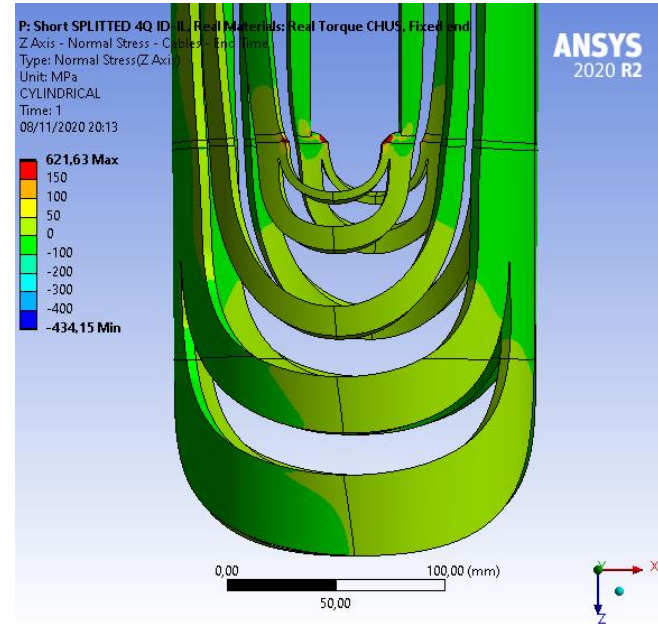 P: Short SPLITTED 4Q ID-IL, Real Materials: Real Torque CHUS, Fixed end
Z Axis - Normal Stress - Cables - End Time
Type: Normal Stress(Z Axis)
Unit: MPa
CYLINDRICAL
Time: 1
08/11/2020 20:13
ANSYS
2020 R2
621,63 Max
150
100
50
0
-100
-200
-300
-400
-434,15 Min
0,00
100,00 (mm)
50,00
Y
X
Z